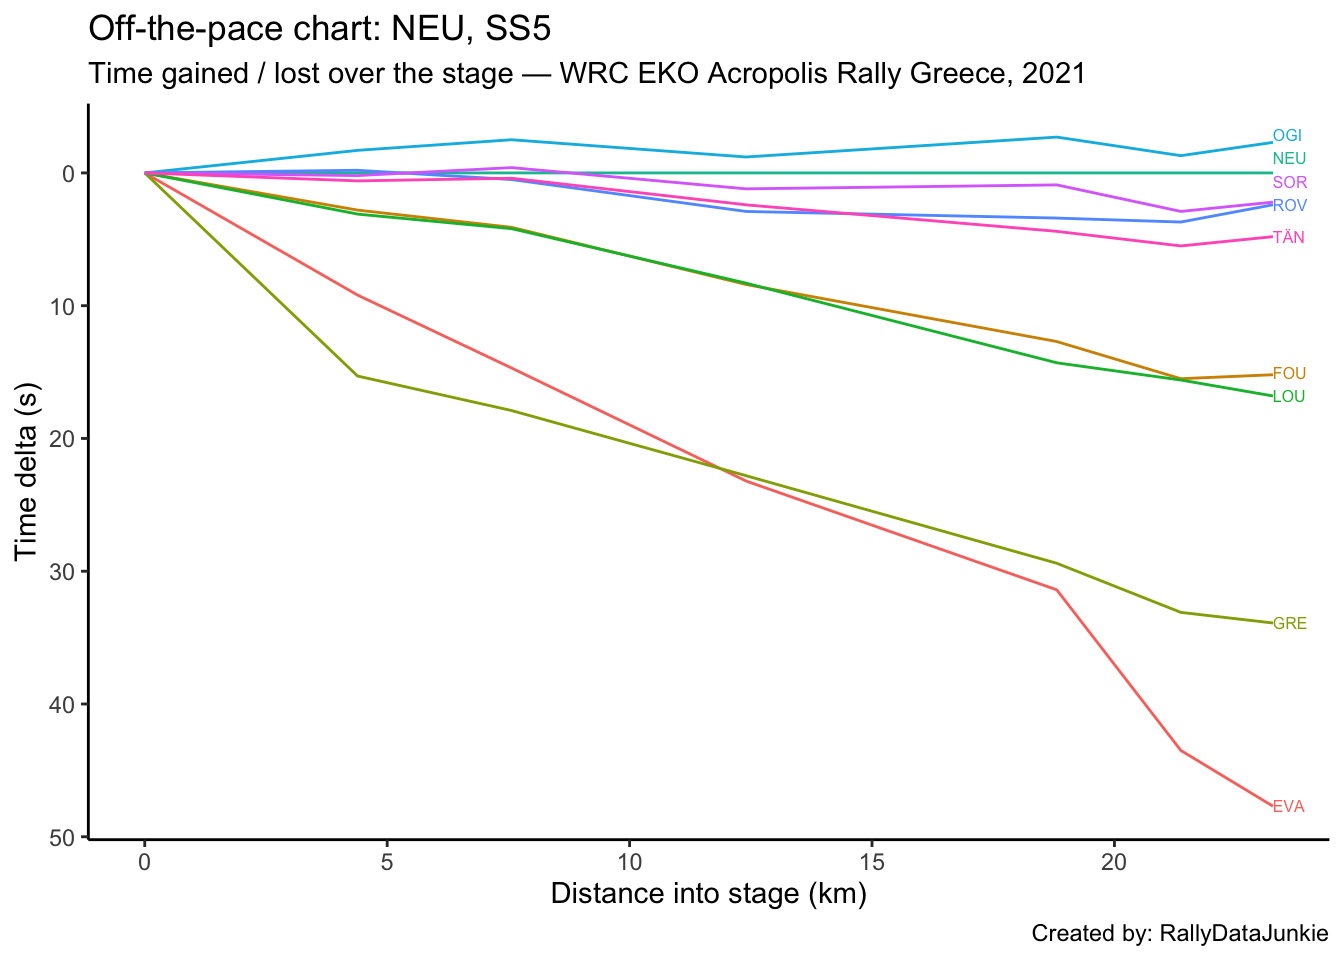 Off-the-pace chart: NEU, SS5
Time gained / lost over the stage — WRC EKO Acropolis Rally Greece, 2021
Time delta (s)
0
10
20
30
40
50
OGI
NEU
SOR
ROV
TÄN
FOU
LOU
GRE
EVA
0 5 10 15 20
Distance into stage (km)
Created by: RallyDataJunkie